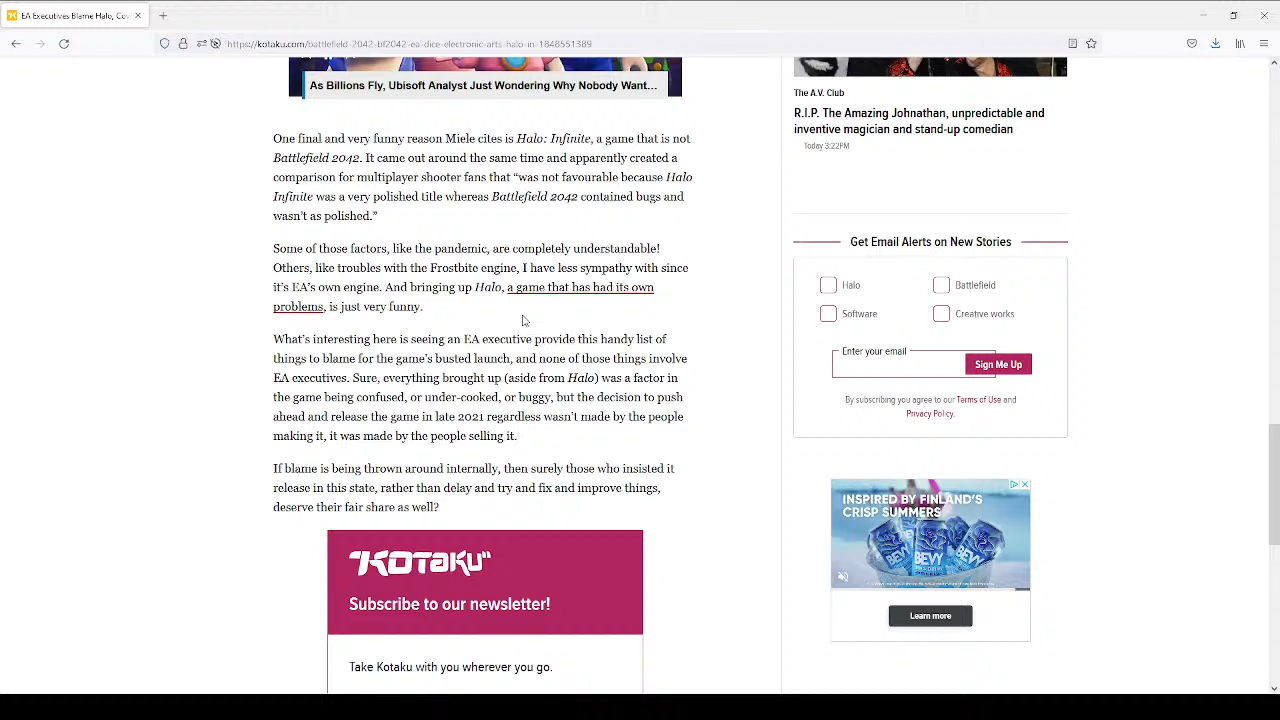 EA Executives Blame Halo, Cov
https://kotaku.com/battlefield-2042-bf2042-ea-dice-electronic-arts-halo-in-1848551389
As Billions Fly, Ubisoft Analyst Just Wondering Why Nobody Want...
One final and very funny reason Miele cites is Halo: Infinite, a game that is not
Battlefield 2042. It came out around the same time and apparently created a
comparison for multiplayer shooter fans that “was not favourable because Halo
Infinite was a very polished title whereas Battlefield 2042 contained bugs and
wasn’t as polished.”
Some of those factors, like the pandemic, are completely understandable!
Others, like troubles with the Frostbite engine, I have less sympathy with since
it’s EA’s own engine. And bringing up Halo, a game that has had its own
problems, is just very funny.
What’s interesting here is seeing an EA executive provide this handy list of
things to blame for the game’s busted launch, and none of those things involve
EA executives. Sure, everything brought up (aside from Halo) was a factor in
the game being confused, or under-cooked, or buggy, but the decision to push
ahead and release the game in late 2021 regardless wasn’t made by the people
making it, it was made by the people selling it.
If blame is being thrown around internally, then surely those who insisted it
release in this state, rather than delay and try and fix and improve things,
deserve their fair share as well?
KOTAKU
Subscribe to our newsletter!
Take Kotaku with you wherever you go.
The A.V. Club
R.I.P. The Amazing Johnathan, unpredictable and
inventive magician and stand-up comedian
Today 3:22PM
Get Email Alerts on New Stories
Halo
Battlefield
Software
Creative works
Enter your email
Sign Me Up
By subscribing you agree to our Terms of Use and
Privacy Policy.
INSPIRED BY FINLAND'S
CRISP SUMMERS
BEVY
Learn more